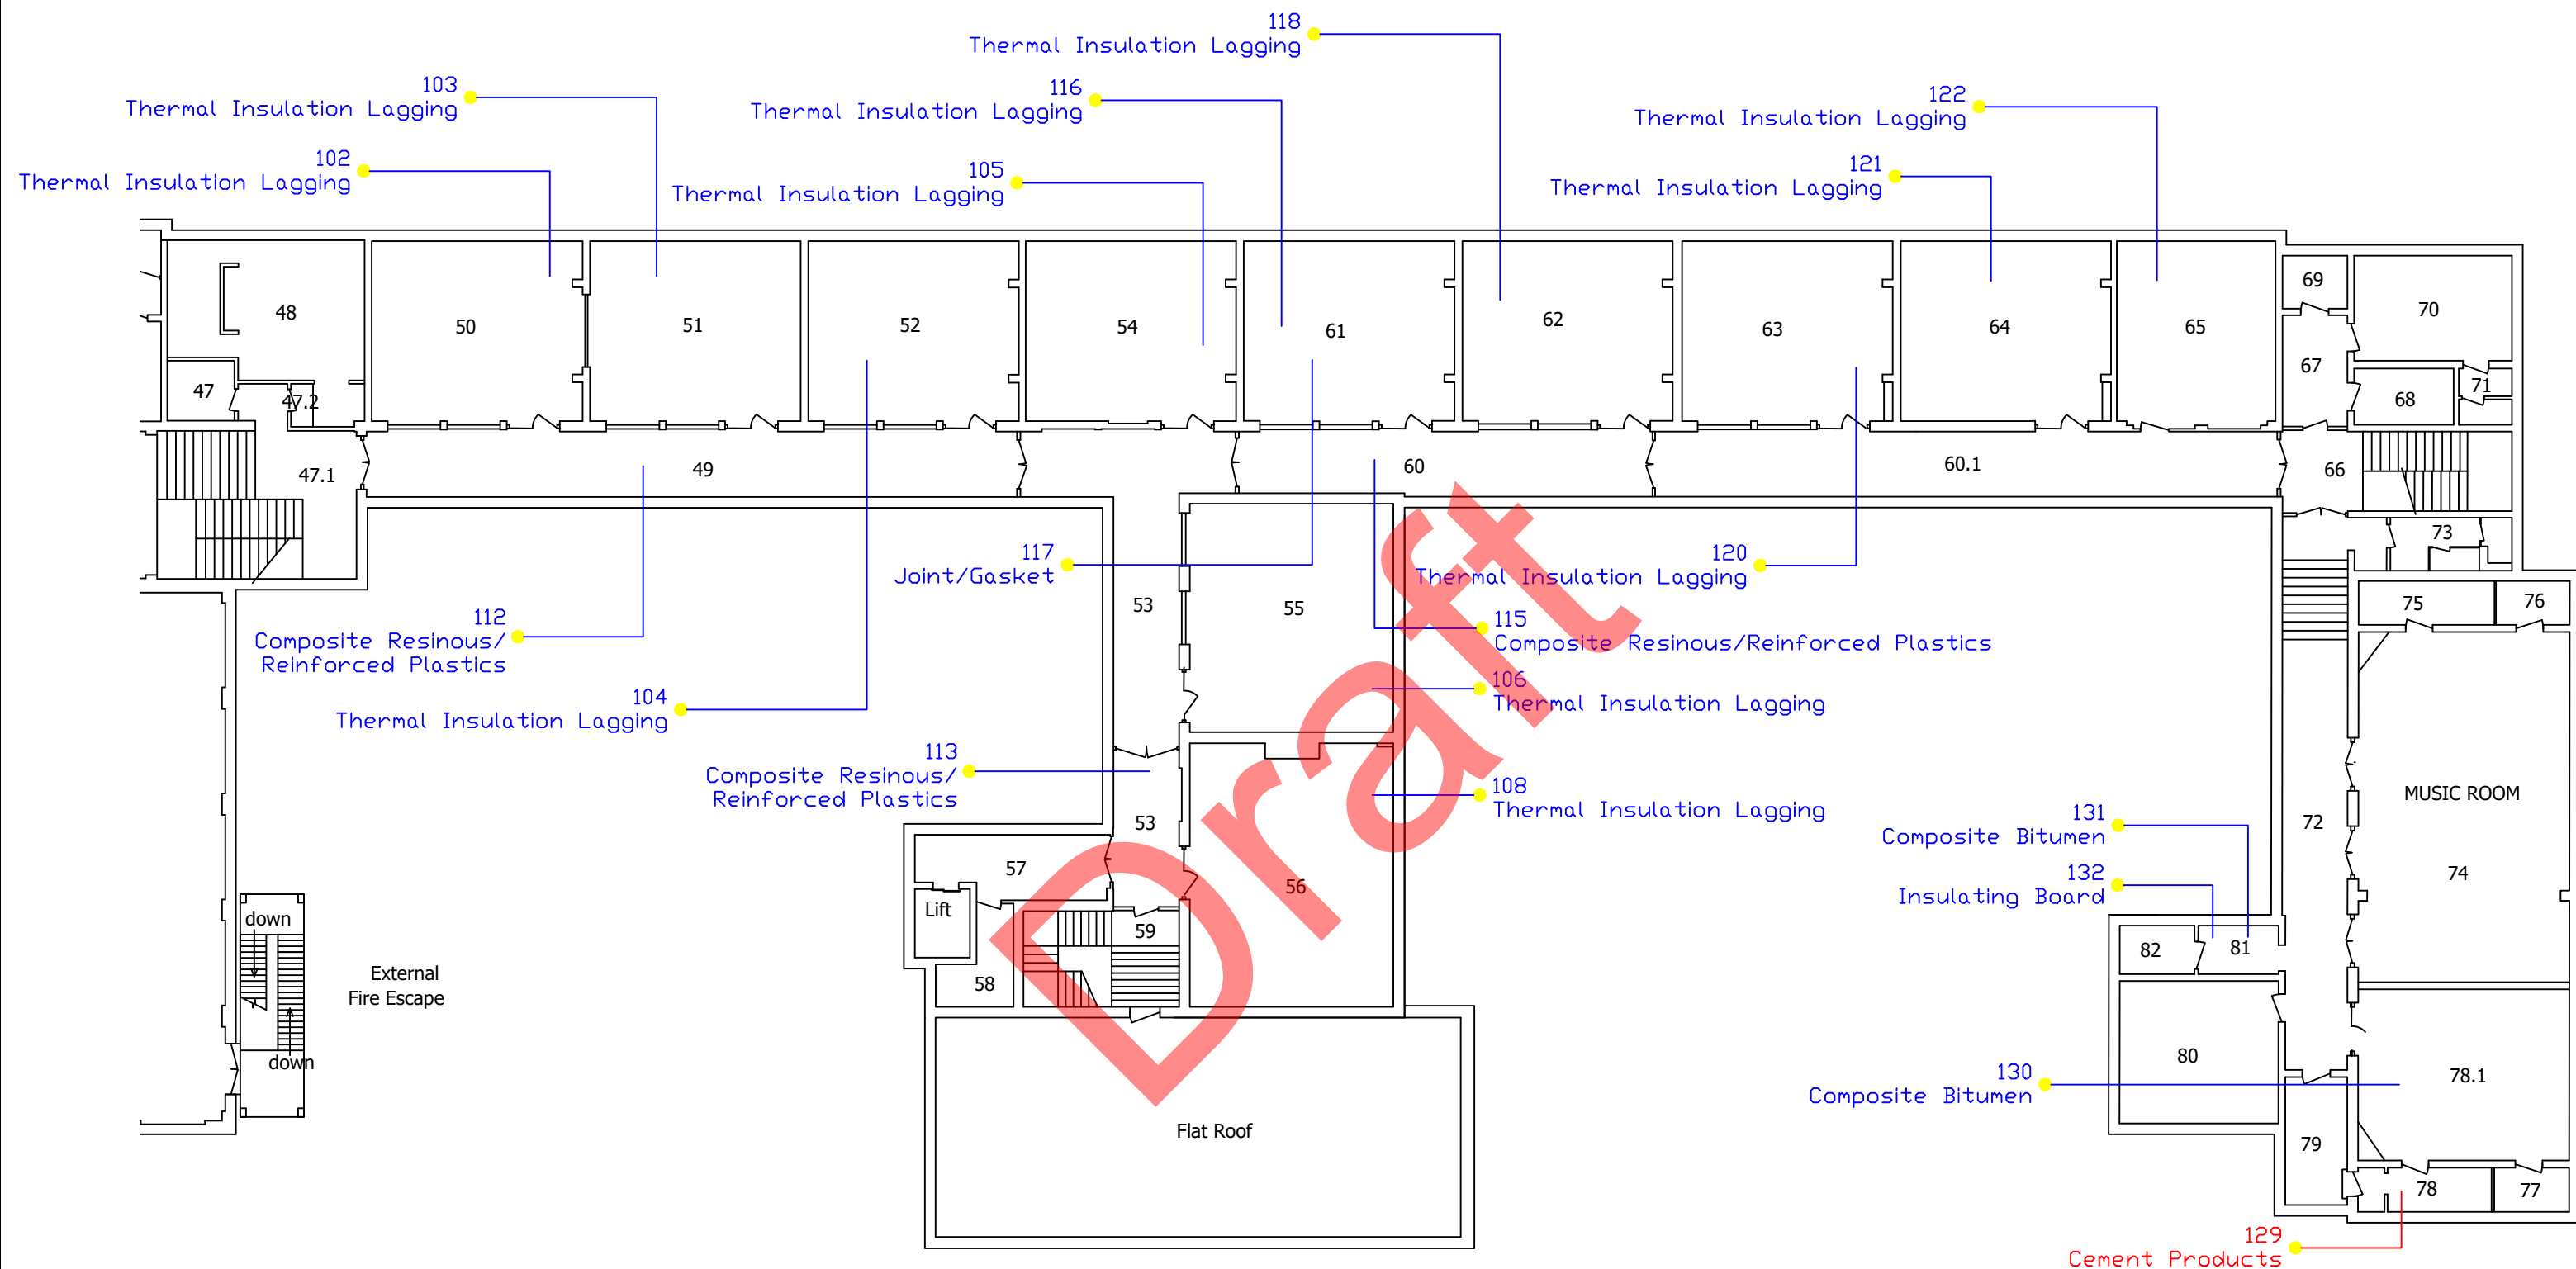 118
Thermal Insulation Lagging
103
Thermal Insulation Lagging
116
Thermal Insulation Lagging
122
Thermal Insulation Lagging
102
Thermal Insulation Lagging
105
Thermal Insulation Lagging
121
Thermal Insulation Lagging
48
50
51
52
54
61
62
63
64
65
69
70
67
47
47.2
68
71
47.1
49
60
60.1
66
73
117
Joint/Gasket
120
Thermal Insulation Lagging
53
55
75
76
112
Composite Resinous/
Reinforced Plastics
115
Composite Resinous/Reinforced Plastics
106
Thermal Insulation Lagging
104
Thermal Insulation Lagging
113
Composite Resinous/
Reinforced Plastics
108
Thermal Insulation Lagging
MUSIC ROOM
53
131
Composite Bitumen
72
57
56
74
132
Insulating Board
Lift
down
59
82
81
External
Fire Escape
58
down
80
78.1
130
Composite Bitumen
Flat Roof
79
78
77
129
Cement Products
Draft